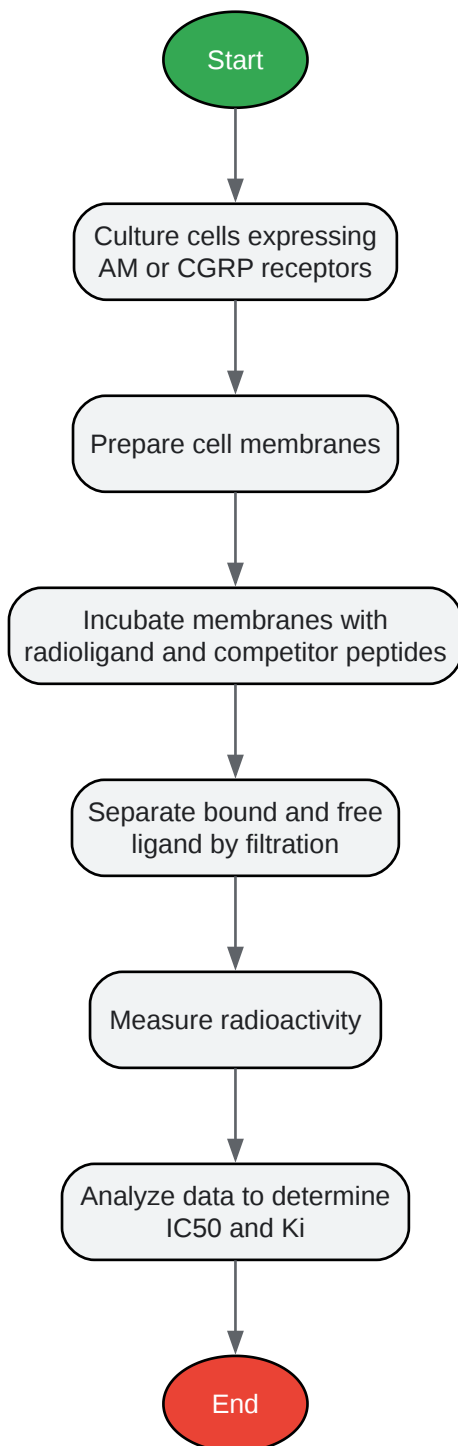 Start
Culture cells expressing
AM or CGRP receptors
Prepare cell membranes
Incubate membranes with
radioligand and competitor peptides
Separate bound and free
ligand by filtration
Measure radioactivity
Analyze data to determine
IC50 and Ki
End